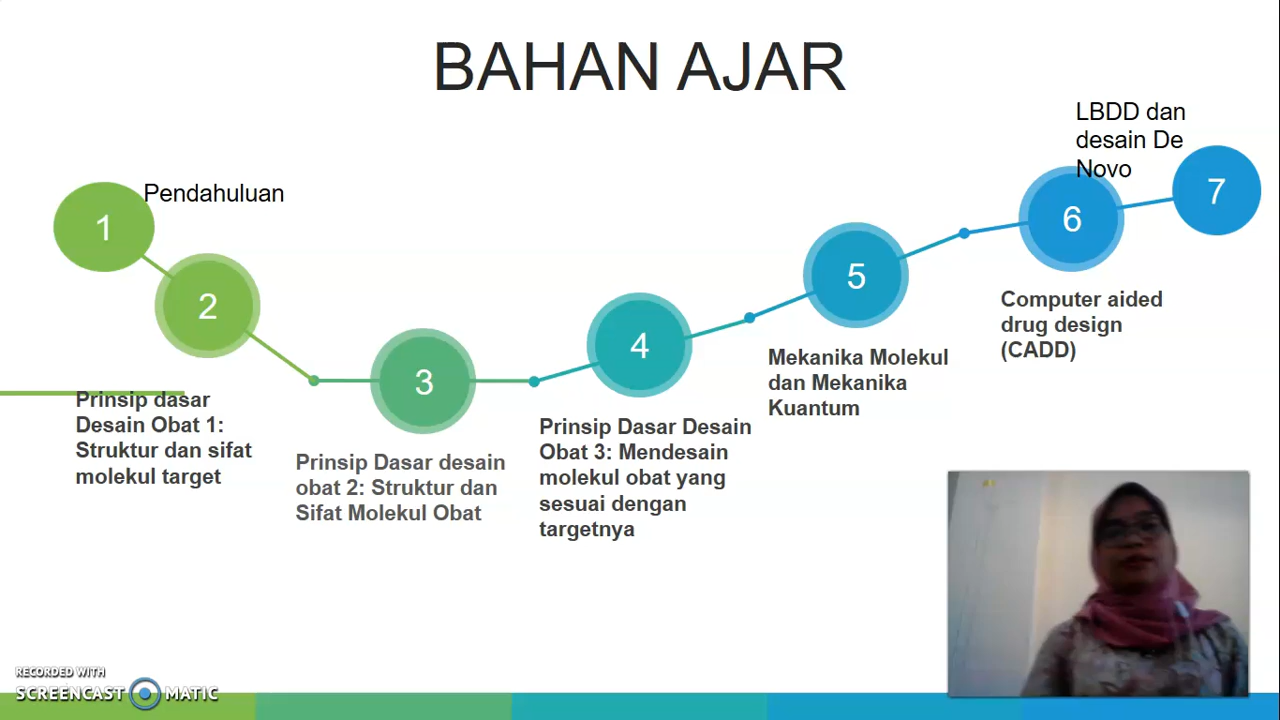 BAHAN AJAR
1
Pendahuluan
2
Prinsip dasar
Desain Obat 1:
Struktur dan sifat
molekul target
3
Prinsip Dasar desain
obat 2: Struktur dan
Sifat Molekul Obat
4
Prinsip Dasar Desain
Obat 3: Mendesain
molekul obat yang
sesuai dengan
targetnya
5
Mekanika Molekul
dan Mekanika
Kuantum
6
Computer aided
drug design
(CADD)
7
LBDD dan
desain De
Novo
RECORDED WITH
SCREENCAST MATIC